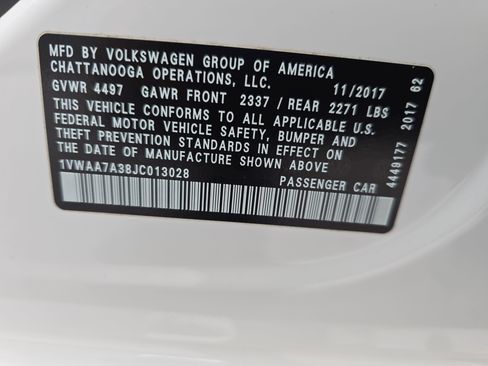 MFD BY VOLKSWAGEN GROUP OF AMERICA
CHATTANOOGA OPERATIONS, LLC. 11/2017
GVWR 4497 GAWR FRONT 2337 / REAR 2271 LBS
THIS VEHICLE CONFORMS TO ALL APPLICABLE U.S.
FEDERAL MOTOR VEHICLE SAFETY, BUMPER AND
THEFT PREVENTION STANDARDS IN EFFECT ON
THE DATE OF MANUFACTURE SHOWN ABOVE
1VWAA7A38JC013028 PASSENGER CAR
4449177 2017 62